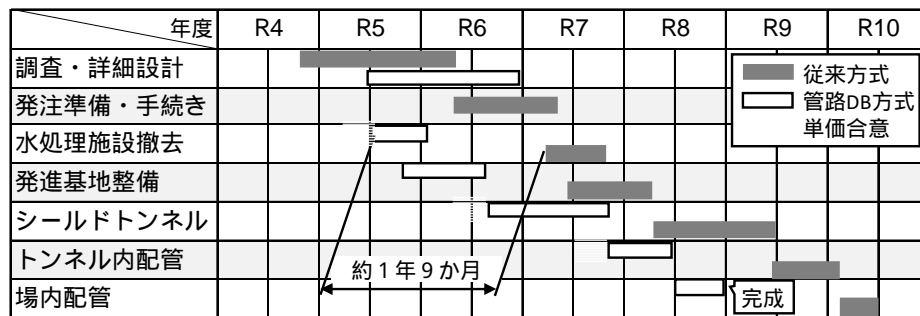 年度 R4 R5 R6 R7 R8 R9 R10
調査・詳細設計
従来方式
発注準備・手続き
管路DB方式
単価合意
水処理施設撤去
発進基地整備
シールドトンネル
トンネル内配管
約1年9か月
場内配管
完成